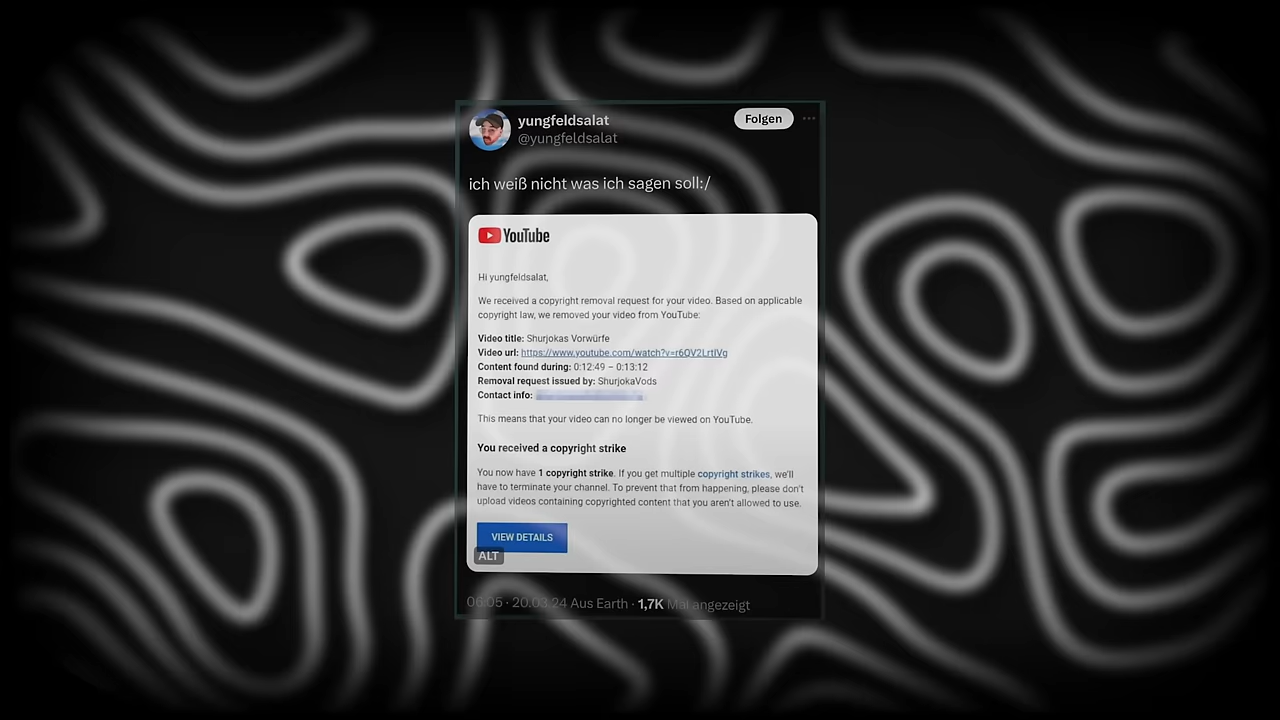 yungfeldsalat
Folgen
@yungfeldsalat
ich weiß nicht was ich sagen soll:/
YouTube
Hi yungfeldsalat,
We received a copyright removal request for your video. Based on applicable
copyright law, we removed your video from YouTube:
Video title: Shurjokas Vorwürfe
Video url: https://www.youtube.com/watch?v=r6QV2LrtIVg
Content found during: 0:12:49 – 0:13:12
Removal request issued by: ShurjokaVods
Contact info:
This means that your video can no longer be viewed on YouTube.
You received a copyright strike
You now have 1 copyright strike. If you get multiple copyright strikes, we'll
have to terminate your channel. To prevent that from happening, please don't
upload videos containing copyrighted content that you aren't allowed to use.
VIEW DETAILS
ALT
06:05 · 20.03.24 Aus Earth · 1,7K Mal angezeigt